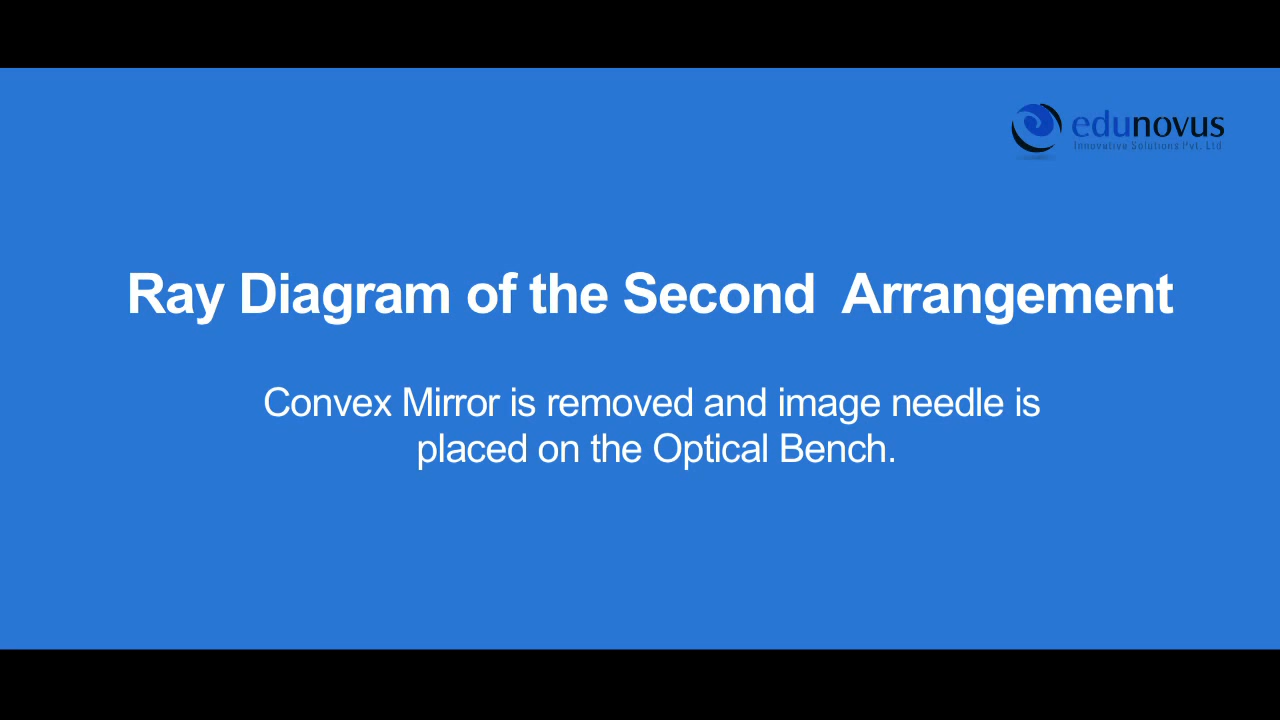 edunovus
Innovative Solutions Pvt. Ltd
Ray Diagram of the Second  Arrangement
Convex Mirror is removed and image needle is
placed on the Optical Bench.